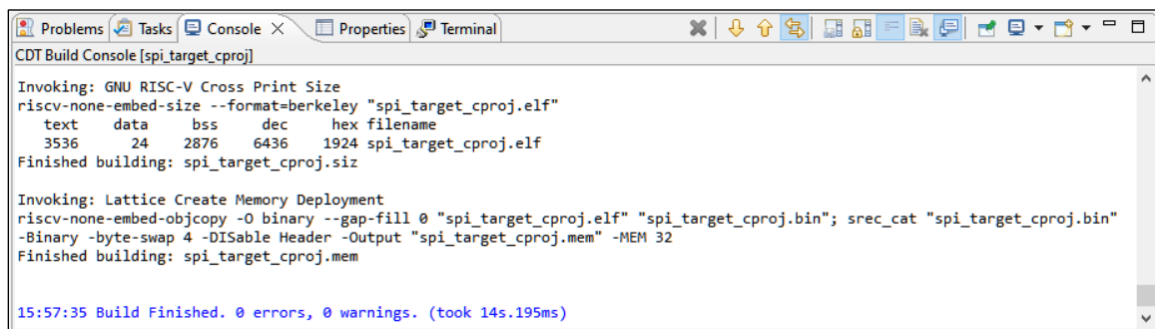 Problems Tasks Console Properties Terminal
CDT Build Console [spi_target_cproj]
Invoking: GNU RISC-V Cross Print Size
riscv-none-embed-size --format=berkeley "spi_target_cproj.elf"
text data bss dec hex filename
3536 24 2876 6436 1924 spi_target_cproj.elf
Finished building: spi_target_cproj.siz
Invoking: Lattice Create Memory Deployment
riscv-none-embed-objcopy -O binary --gap-fill 0 "spi_target_cproj.elf" "spi_target_cproj.bin"; srec_cat "spi_target_cproj.bin"
-Binary -byte-swap 4 -DISable Header -Output "spi_target_cproj.mem" -MEM 32
Finished building: spi_target_cproj.mem
15:57:35 Build Finished. 0 errors, 0 warnings. (took 14s.195ms)